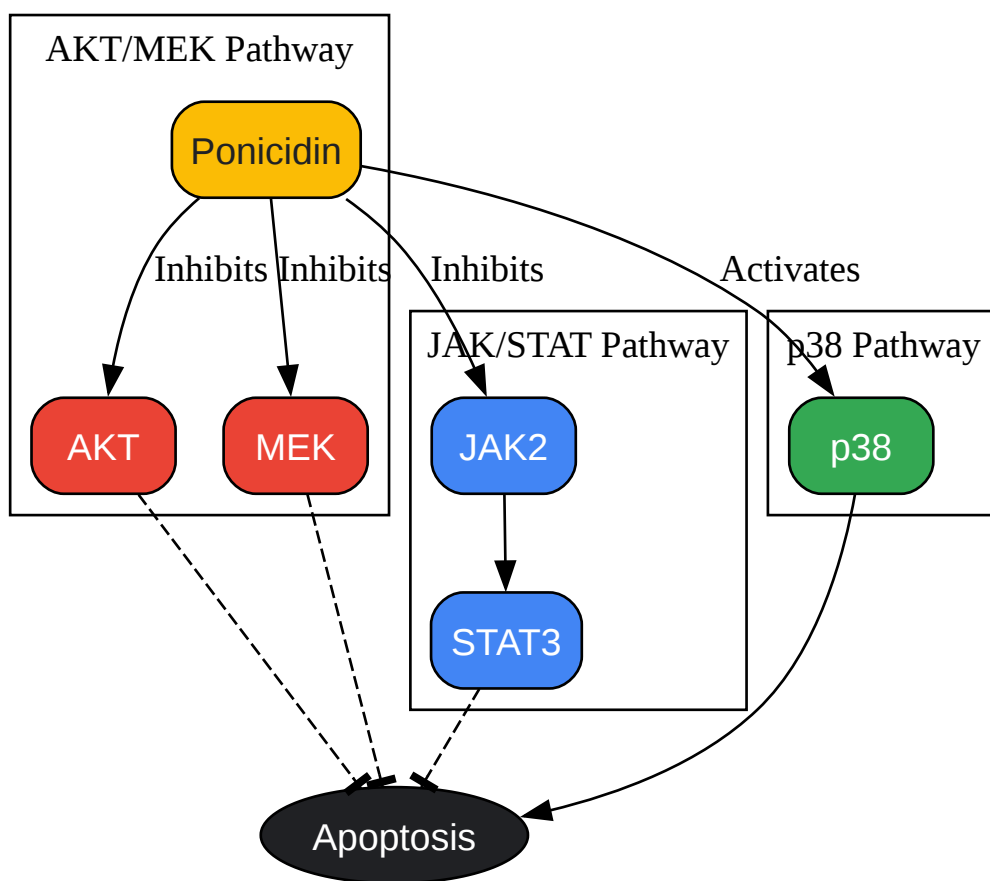 AKT/MEK Pathway
Ponicidin
Inhibits
Inhibits
Inhibits
Activates
JAK/STAT Pathway
p38 Pathway
AKT
MEK
JAK2
p38
STAT3
Apoptosis